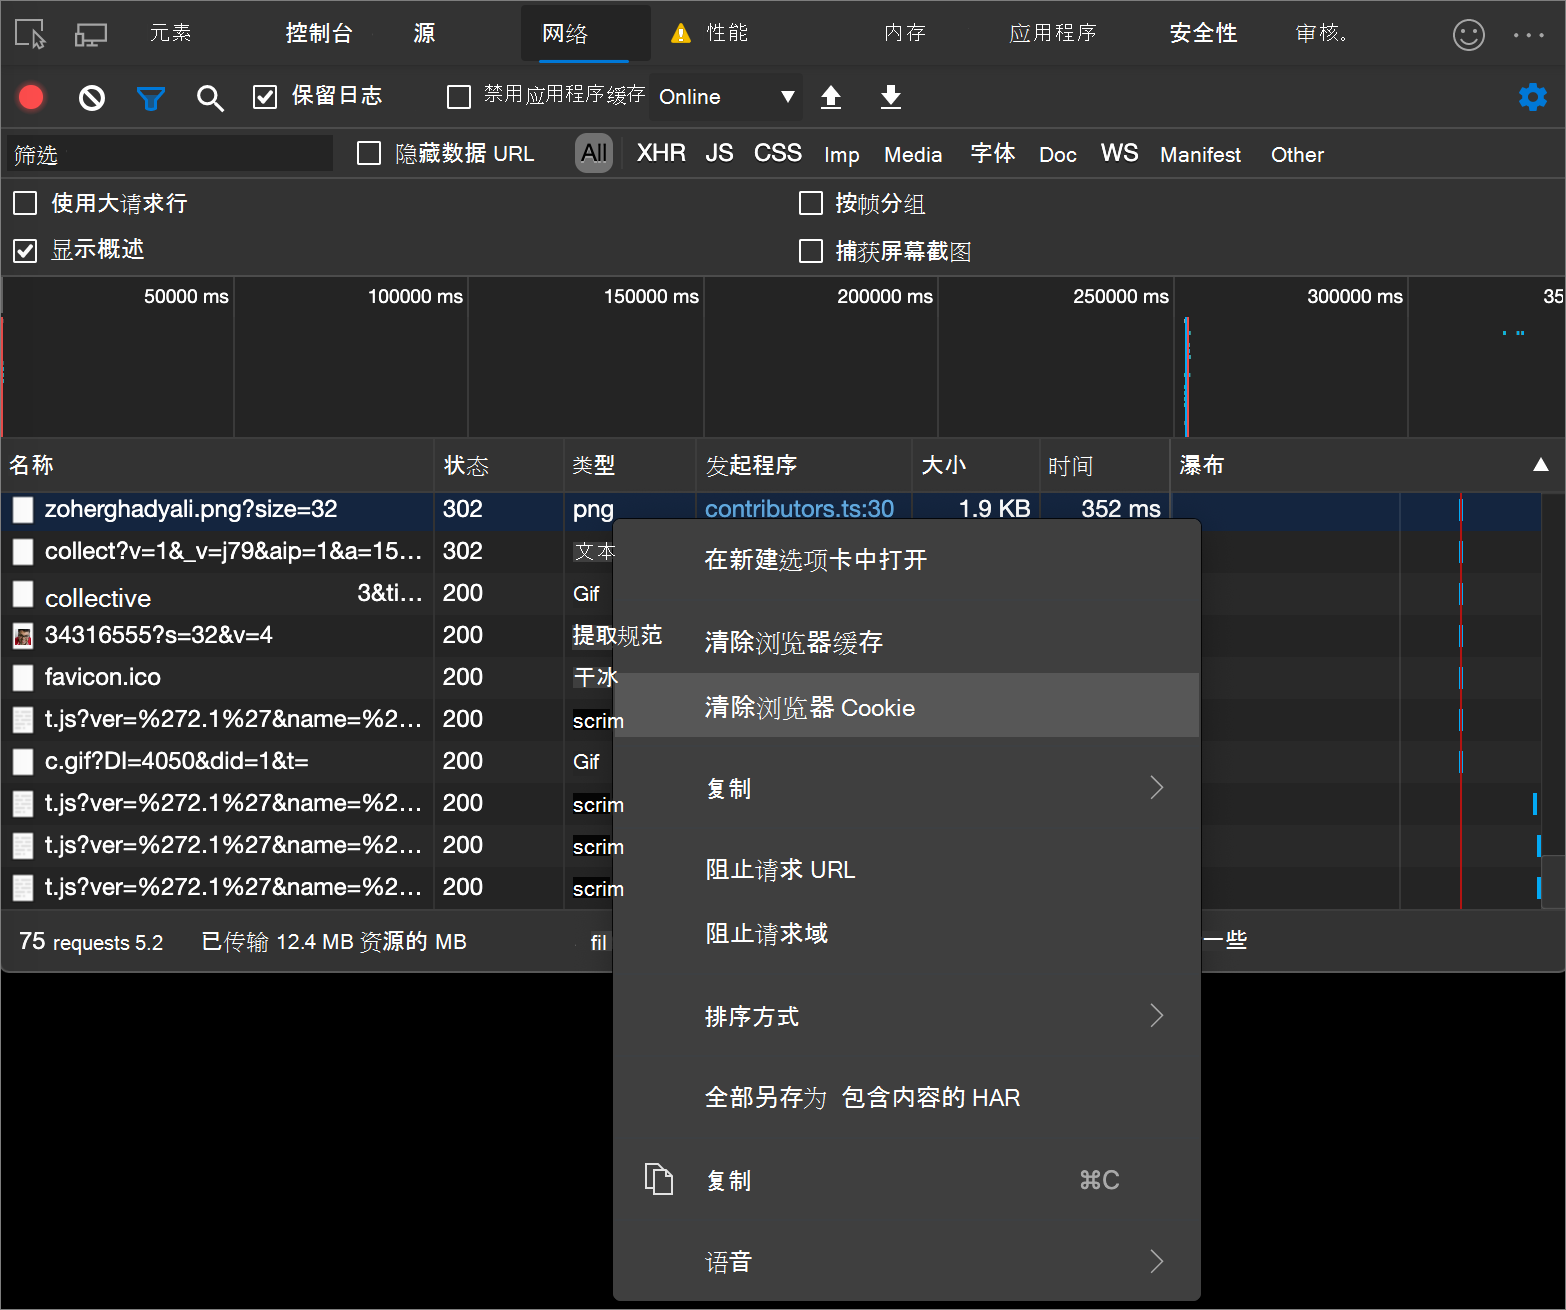 元素 控制台 源 网络 性能 内存 应用程序 安全性 审核。
保留日志 禁用应用程序缓存 Online
筛选 隐藏数据 URL All XHR JS CSS Imp Media 字体 Doc WS Manifest Other
使用大请求行 按帧分组
显示概述 捕获屏幕截图
50000 ms 100000 ms 150000 ms 200000 ms 250000 ms 300000 ms 35
名称 状态 类型 发起程序 大小 时间 瀑布
zoherghadyali.png?size=32 302 png contributors.ts:30 1.9 KB 352 ms
collect?v=1&_v=j79&aip=1&a=15... 302 文本
collective 3&ti... 200 Gif
34316555?s=32&v=4 200 提取规范
favicon.ico 200 干冰
t.js?ver=%272.1%27&name=%2... 200 scrim
c.gif?DI=4050&did=1&t= 200 Gif
t.js?ver=%272.1%27&name=%2... 200 scrim
t.js?ver=%272.1%27&name=%2... 200 scrim
t.js?ver=%272.1%27&name=%2... 200 scrim
75 requests 5.2 已传输 12.4 MB 资源的 MB fil 一些
在新建选项卡中打开
清除浏览器缓存
清除浏览器 Cookie
复制
阻止请求 URL
阻止请求域
排序方式
全部另存为 包含内容的 HAR
复制 ⌘C
语音